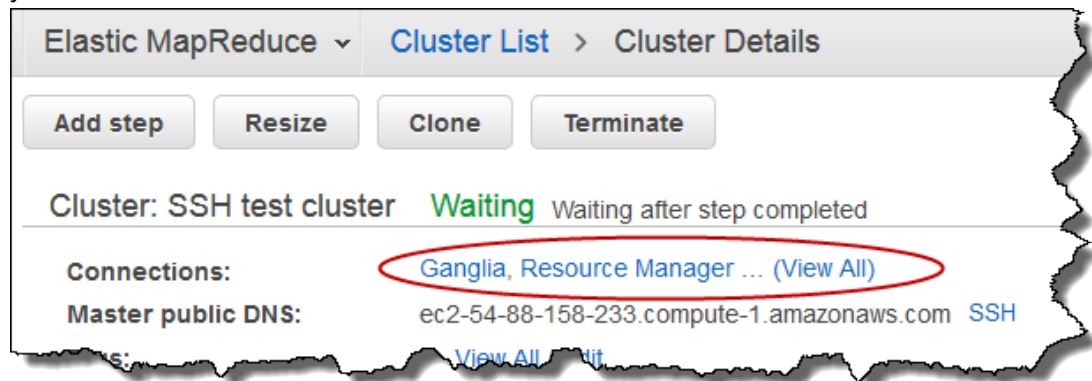 Elastic MapReduce Cluster List > Cluster Details
Add step Resize Clone Terminate
Cluster: SSH test cluster Waiting Waiting after step completed
Connections: Ganglia, Resource Manager ... (View All)
Master public DNS: ec2-54-88-158-233.compute-1.amazonaws.com SSH
View All